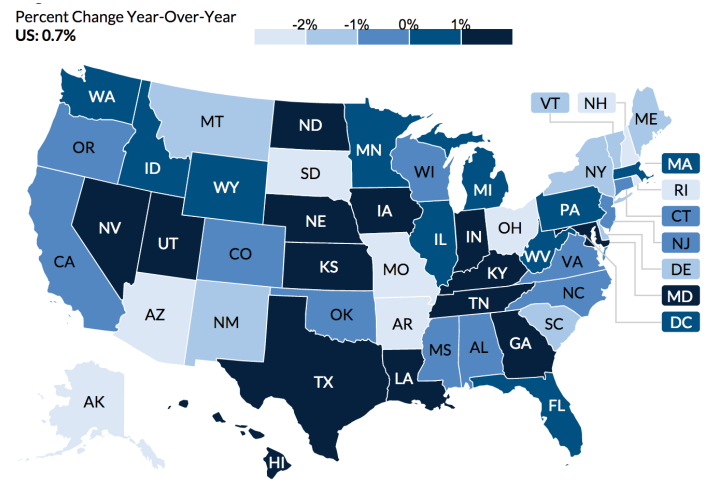 Percent Change Year-Over-Year
US: 0.7%
-2% -1% 0% 1%
WA
MT
ND
MN
VT NH
ME
OR
ID
WY
SD
WI
MI
NY
MA
RI
NV
UT
CO
NE
IA
IL
IN
OH
PA
CT
NJ
CA
KS
MO
KY
WV
VA
DE
MD
DC
AZ
NM
OK
AR
TN
NC
SC
MS
AL
GA
TX
LA
FL
AK
HI